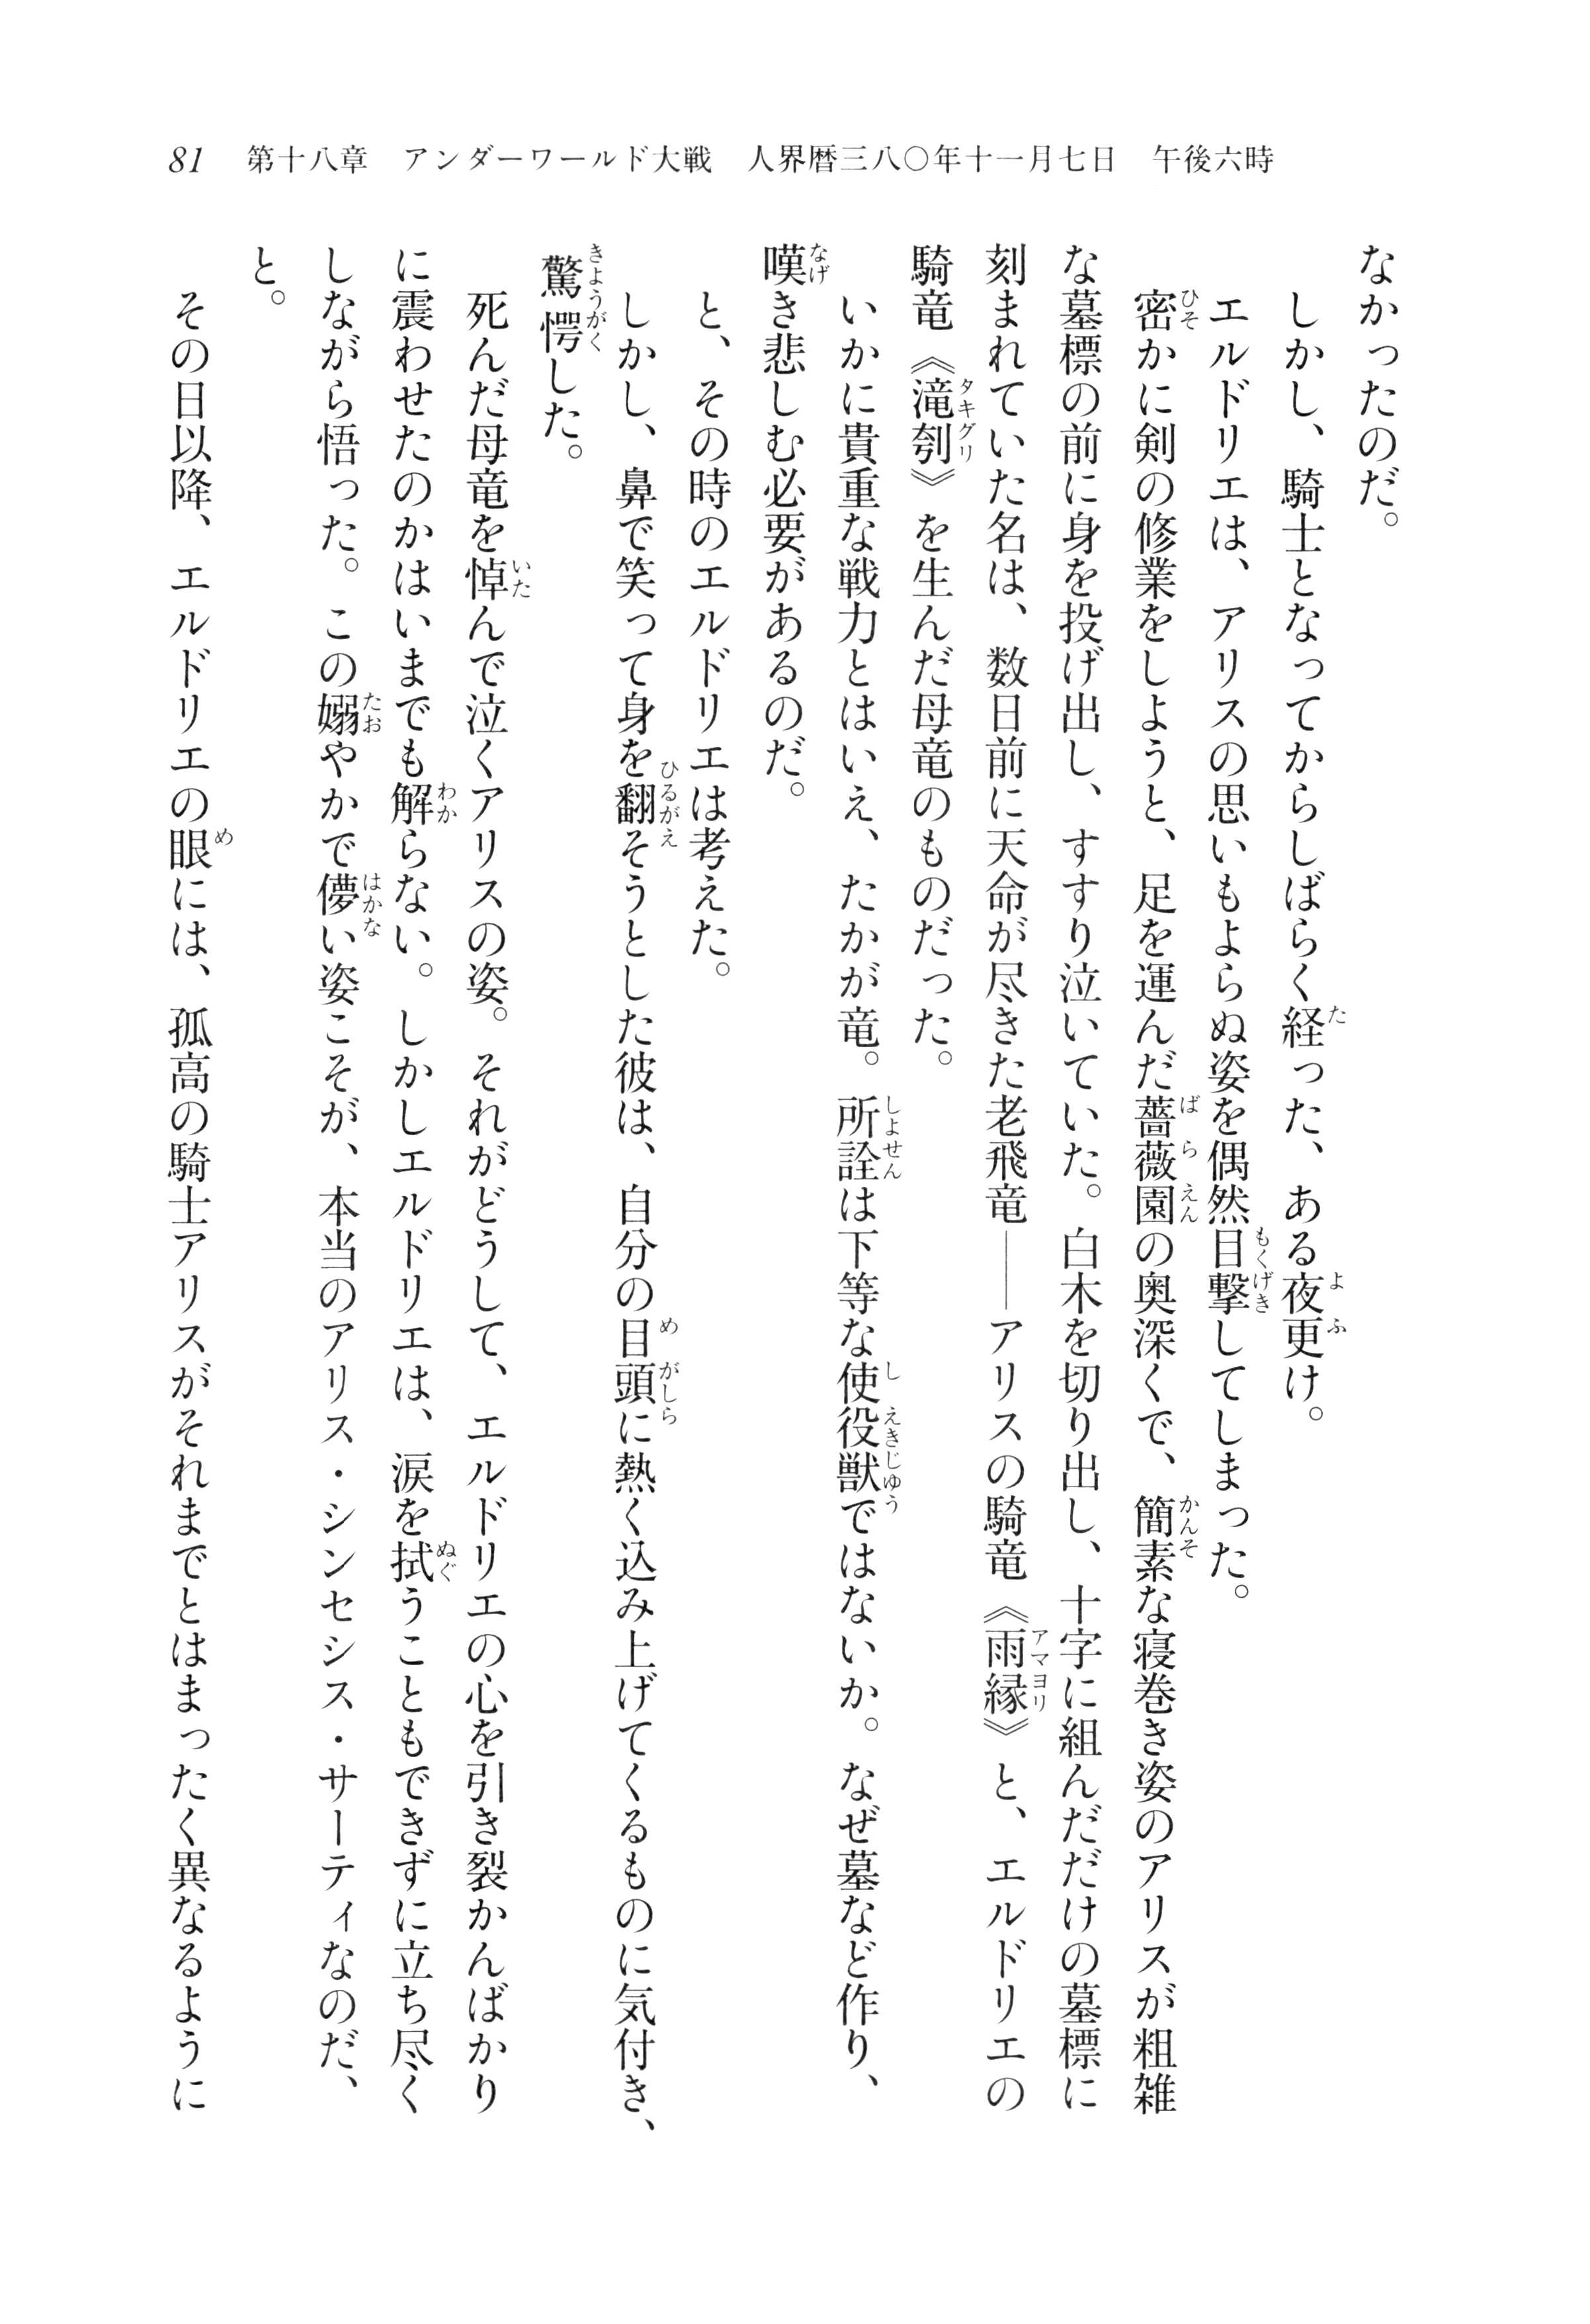 81 第十八章 アンダーワールド大戦 人界暦三八〇年十一月七日 午後六時
なかったのだ。
しかし、騎士となってからしばらく経った、ある夜更け。
エルドリエは、アリスの思いもよらぬ姿を偶然目撃してしまった。
密かに剣の修業をしようと、足を運んだ薔薇園の奥深くで、簡素な寝巻き姿のアリスが粗雑
な墓標の前に身を投げ出し、すすり泣いていた。白木を切り出し、十字に組んだだけの墓標に
刻まれていた名は、数日前に天命が尽きた老飛竜――アリスの騎竜《雨縁》と、エルドリエの
騎竜《滝刳》を生んだ母竜のものだった。
いかに貴重な戦力とはいえ、たかが竜。所詮は下等な使役獣ではないか。なぜ墓など作り、
嘆き悲しむ必要があるのだ。
と、その時のエルドリエは考えた。
しかし、鼻で笑って身を翻そうとした彼は、自分の目頭に熱く込み上げてくるものに気付き、
驚愕した。
死んだ母竜を悼んで泣くアリスの姿。それがどうして、エルドリエの心を引き裂かんばかり
に震わせたのかはいまでも解らない。しかしエルドリエは、涙を拭うこともできずに立ち尽く
しながら悟った。この嫋やかで儚い姿こそが、本当のアリス・シンセシス・サーティなのだ、
と。
その日以降、エルドリエの眼には、孤高の騎士アリスがそれまでとはまったく異なるように